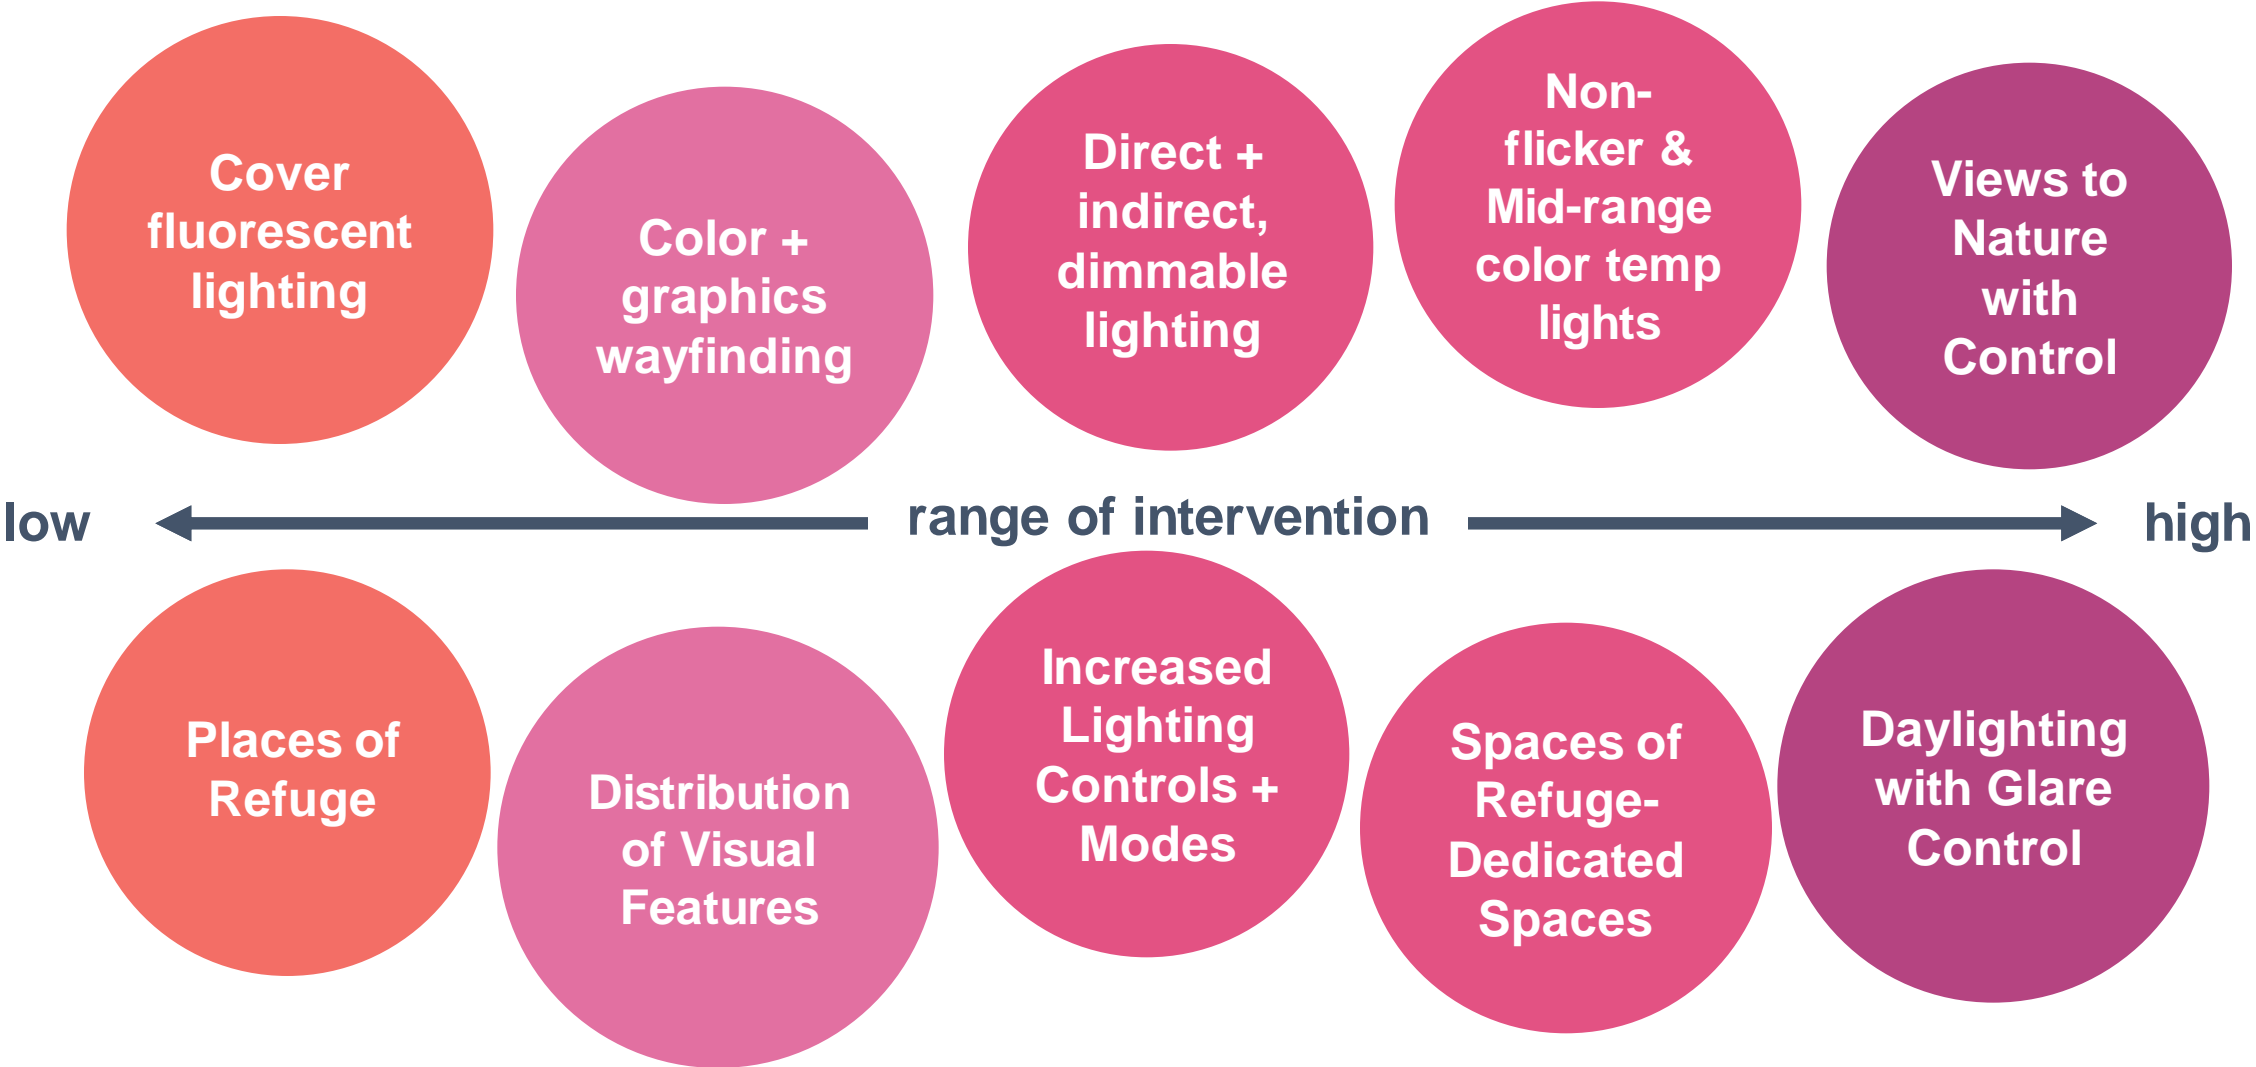 Cover
fluorescent
lighting
Color +
graphics
wayfinding
Direct +
indirect,
dimmable
lighting
Non-
flicker &
Mid-range
color temp
lights
Views to
Nature
with
Control
low
range of intervention
high
Places of
Refuge
Distribution
of Visual
Features
Increased
Lighting
Controls +
Modes
Spaces of
Refuge-
Dedicated
Spaces
Daylighting
with Glare
Control